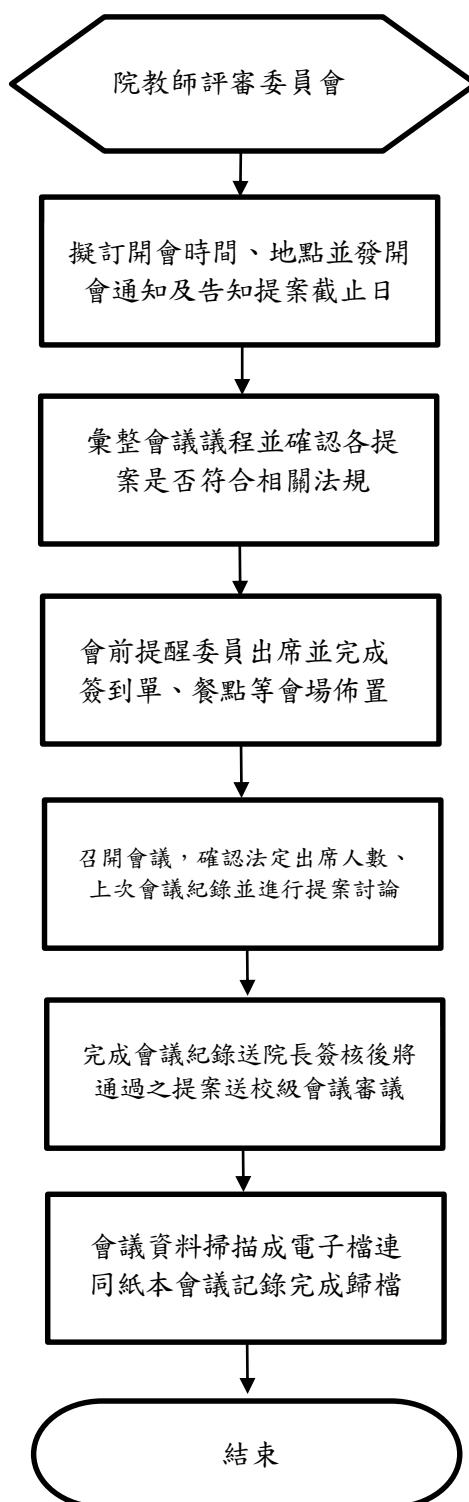 院教師評審委員會
擬訂開會時間、地點並發開
會通知及告知提案截止日
彙整會議議程並確認各提
案是否符合相關法規
會前提醒委員出席並完成
簽到單、餐點等會場佈置
召開會議，確認法定出席人數、
上次會議紀錄並進行提案討論
完成會議紀錄送院長簽核後將
通過之提案送校級會議審議
會議資料掃描成電子檔連
同紙本會議記錄完成歸檔
結束